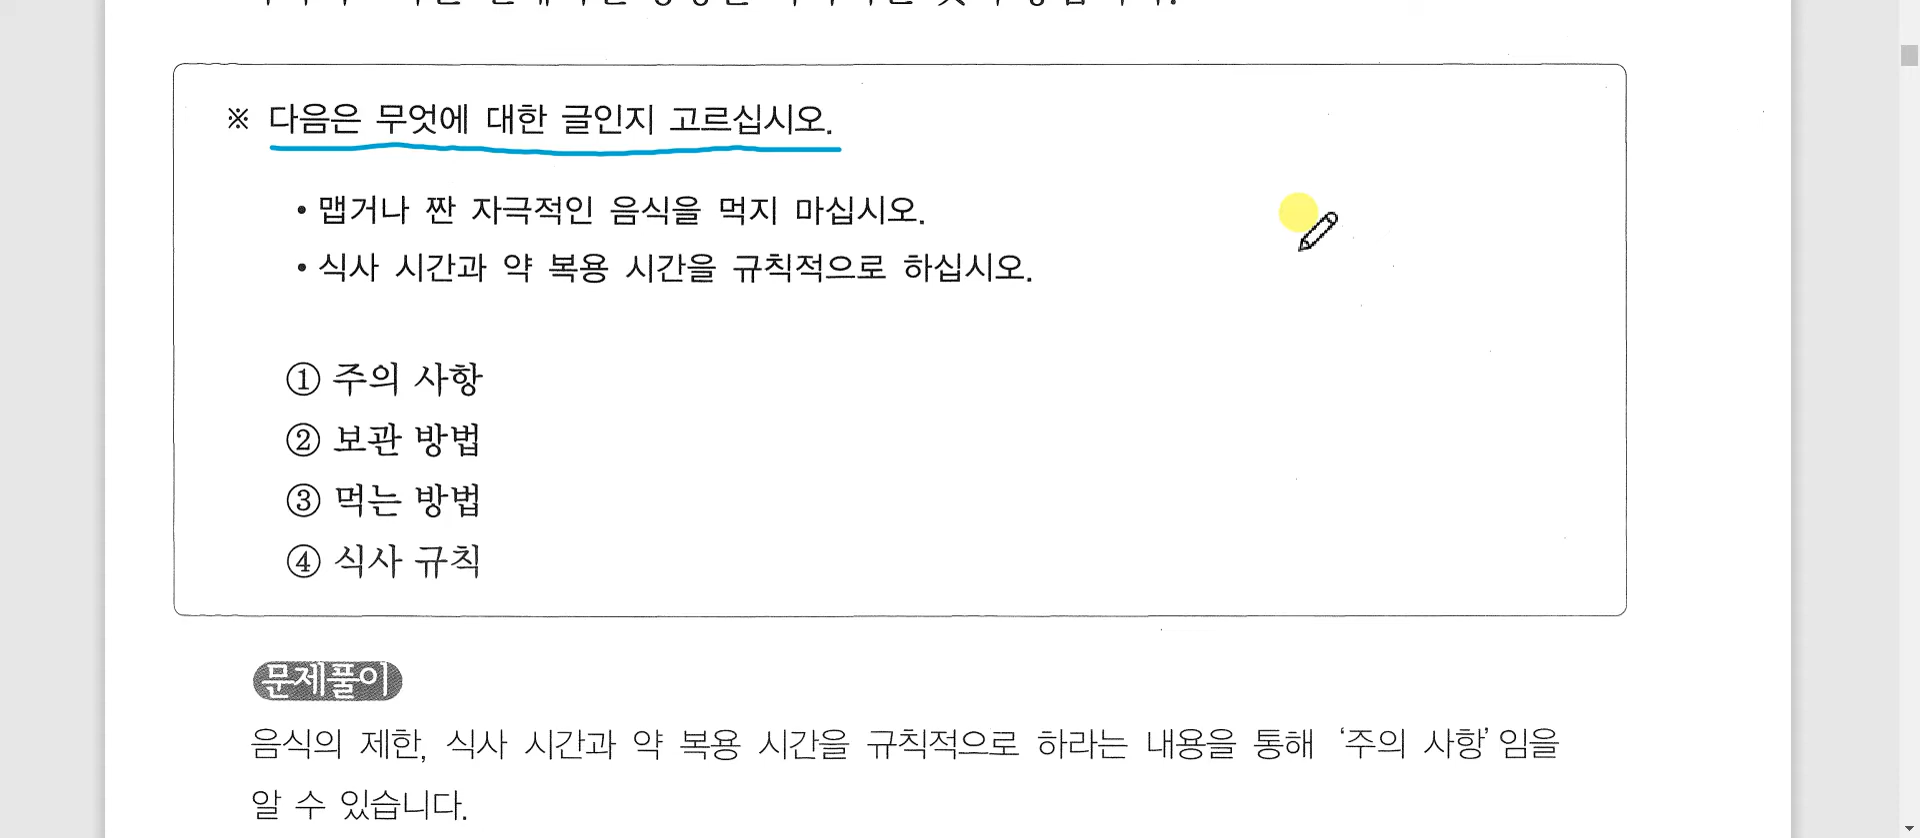 ※ 다음은 무엇에 대한 글인지 고르십시오.
• 맵거나 짠 자극적인 음식을 먹지 마십시오.
• 식사 시간과 약 복용 시간을 규칙적으로 하십시오.
① 주의 사항
② 보관 방법
③ 먹는 방법
④ 식사 규칙
문제풀이
음식의 제한, 식사 시간과 약 복용 시간을 규칙적으로 하라는 내용을 통해 ‘주의 사항’임을
알 수 있습니다.